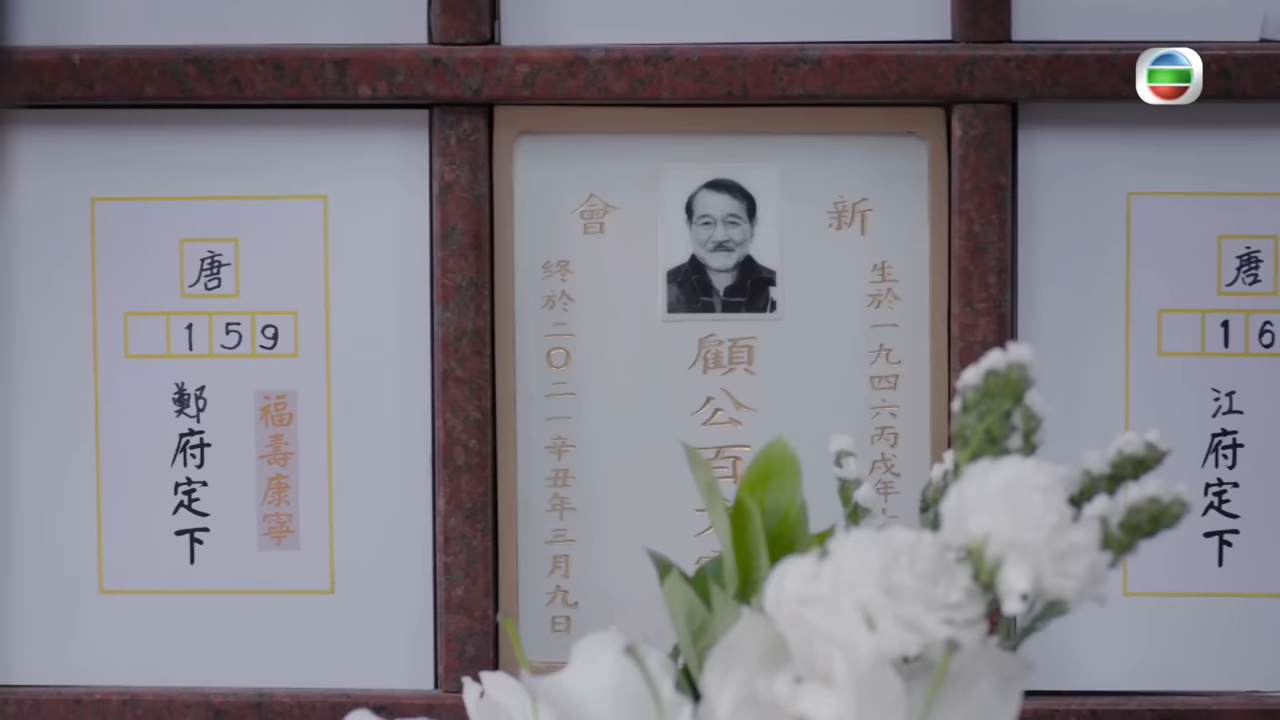 唐
159
福壽康寧
鄭府定下
新會
生於一九四六丙戌年
顧公百
終於二〇二一辛丑年三月九日
唐
16
江府定下